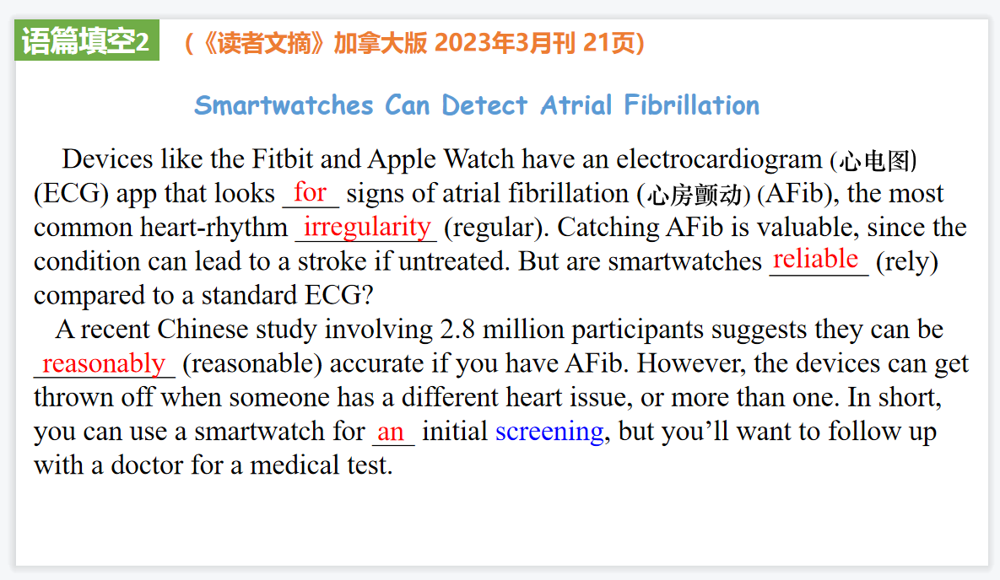 语篇填空2 (《读者文摘》加拿大版 2023年3月刊 21页)
Smartwatches Can Detect Atrial Fibrillation
Devices like the Fitbit and Apple Watch have an electrocardiogram (心电图)
(ECG) app that looks for signs of atrial fibrillation (心房颤动) (AFib), the most
common heart-rhythm irregularity (regular). Catching AFib is valuable, since the
condition can lead to a stroke if untreated. But are smartwatches reliable (rely)
compared to a standard ECG?
A recent Chinese study involving 2.8 million participants suggests they can be
reasonably (reasonable) accurate if you have AFib. However, the devices can get
thrown off when someone has a different heart issue, or more than one. In short,
you can use a smartwatch for an initial screening, but you’ll want to follow up
with a doctor for a medical test.